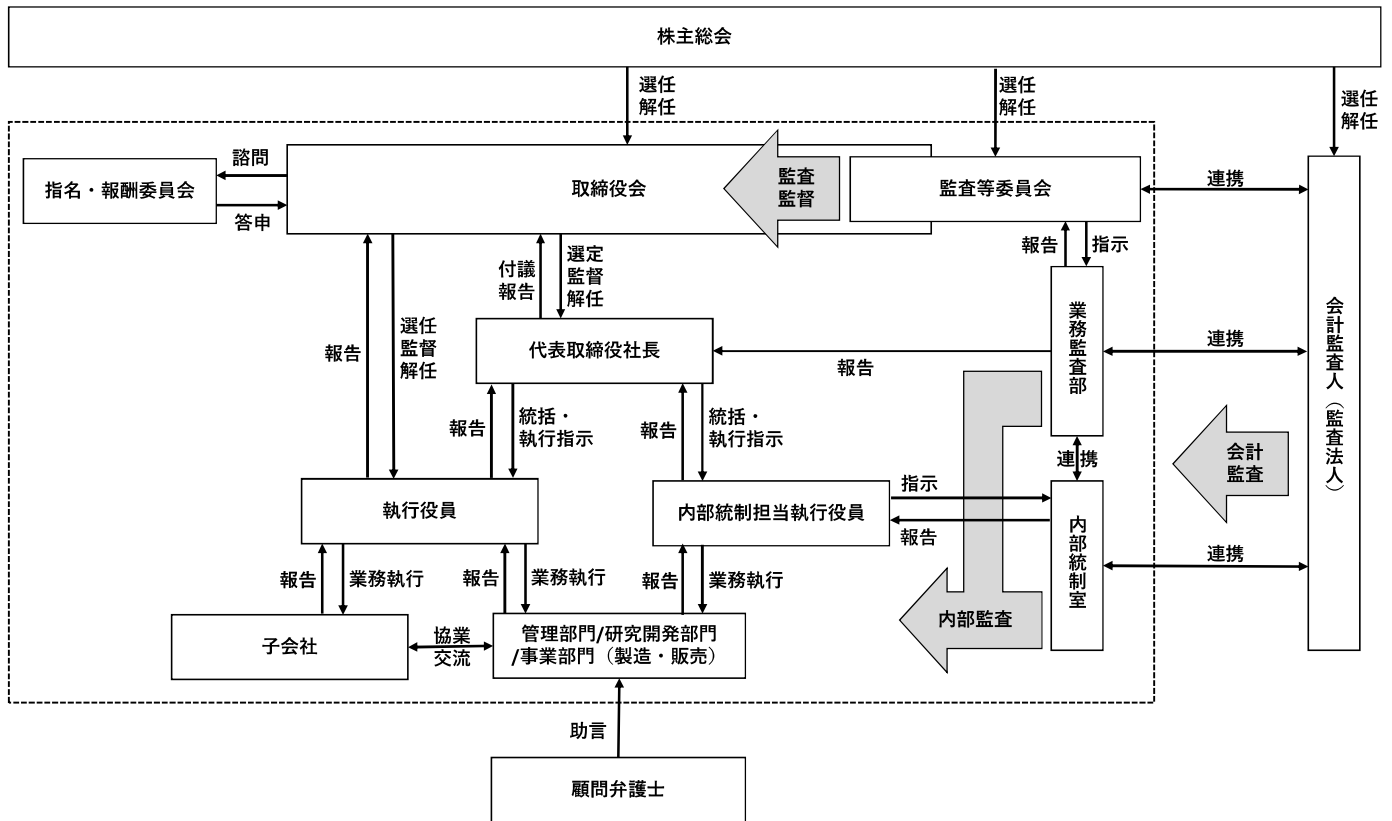 株主総会
選任
解任
選任
解任
選任
解任
指名・報酬委員会
諮問
答申
取締役会
監査
監督
監査等委員会
連携
報告
指示
付議
報告
選定
監督
解任
報告
選任
監督
解任
代表取締役社長
報告
業務監査部
連携
会計監査人（監査法人）
報告
統括・
執行指示
報告
統括・
執行指示
連携
会計
監査
執行役員
内部統制担当執行役員
指示
報告
内部統制室
連携
報告
業務執行
報告
業務執行
報告
業務執行
内部監査
子会社
協業
交流
管理部門/研究開発部門
/事業部門（製造・販売）
助言
顧問弁護士